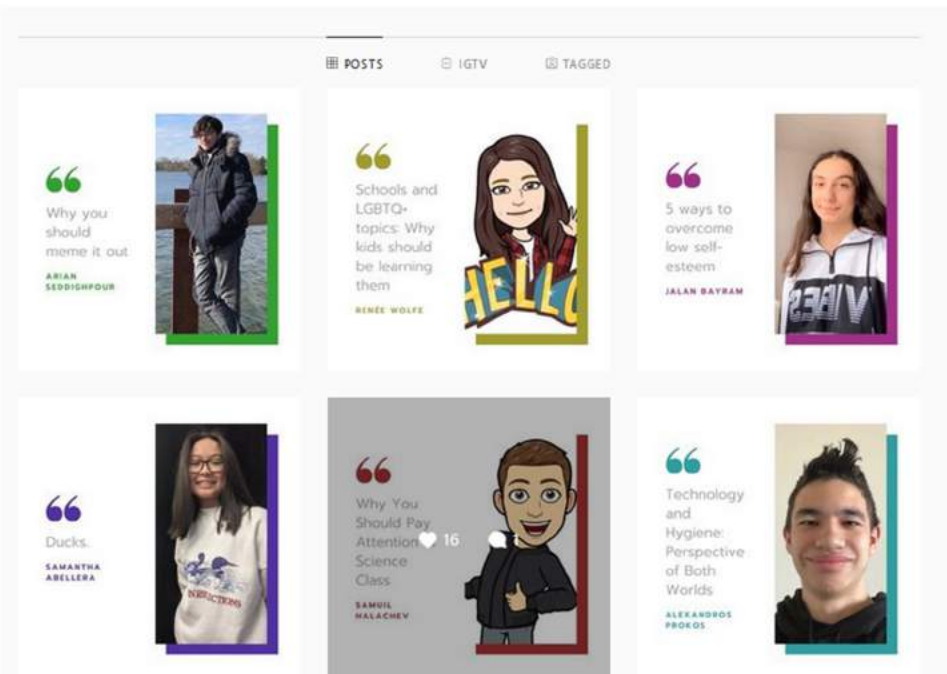 POSTS IGTV TAGGED
Why you
should
meme it out
ARIAN
SEDDIGHPOUR
Schools and
LGBTQ+
topics: Why
kids should
be learning
them
RENÉE WOLFE
HELLO
5 ways to
overcome
low self-
esteem
JALAN BAYRAM
VIBES
Ducks.
SAMANTHA
ABELLERA
Why You
Should Pay
Attention
Science
Class
16
SAMUIL
MALACHEV
Technology
and
Hygiene:
Perspective
of Both
Worlds
ALEXANDROS
PROKOS